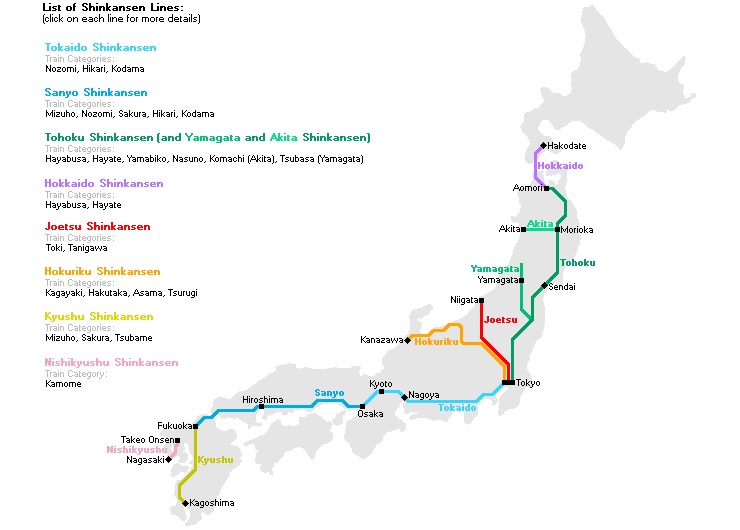 List of Shinkansen Lines:
(click on each line for more details)
Tokaido Shinkansen
Train Categories:
Nozomi, Hikari, Kodama
Sanyo Shinkansen
Train Categories:
Mizuho, Nozomi, Sakura, Hikari, Kodama
Tohoku Shinkansen (and Yamagata and Akita Shinkansen)
Train Categories:
Hayabusa, Hayate, Yamabiko, Nasuno, Komachi (Akita), Tsubasa (Yamagata)
Hokkaido Shinkansen
Train Categories:
Hayabusa, Hayate
Joetsu Shinkansen
Train Categories:
Toki, Tanigawa
Hokuriku Shinkansen
Train Categories:
Kagayaki, Hakutaka, Asama, Tsurugi
Kyushu Shinkansen
Train Categories:
Mizuho, Sakura, Tsubame
Nishikyushu Shinkansen
Train Category:
Kamome
Hakodate
Hokkaido
Aomori
Akita
Akita
Morioka
Tohoku
Yamagata
Yamagata
Sendai
Niigata
Joetsu
Kanazawa
Hokuriku
Tokyo
Kyoto
Nagoya
Sanyo
Hiroshima
Tokaido
Osaka
Fukuoka
Takeo Onsen
Nishikyushu
Nagasaki
Kyushu
Kagoshima